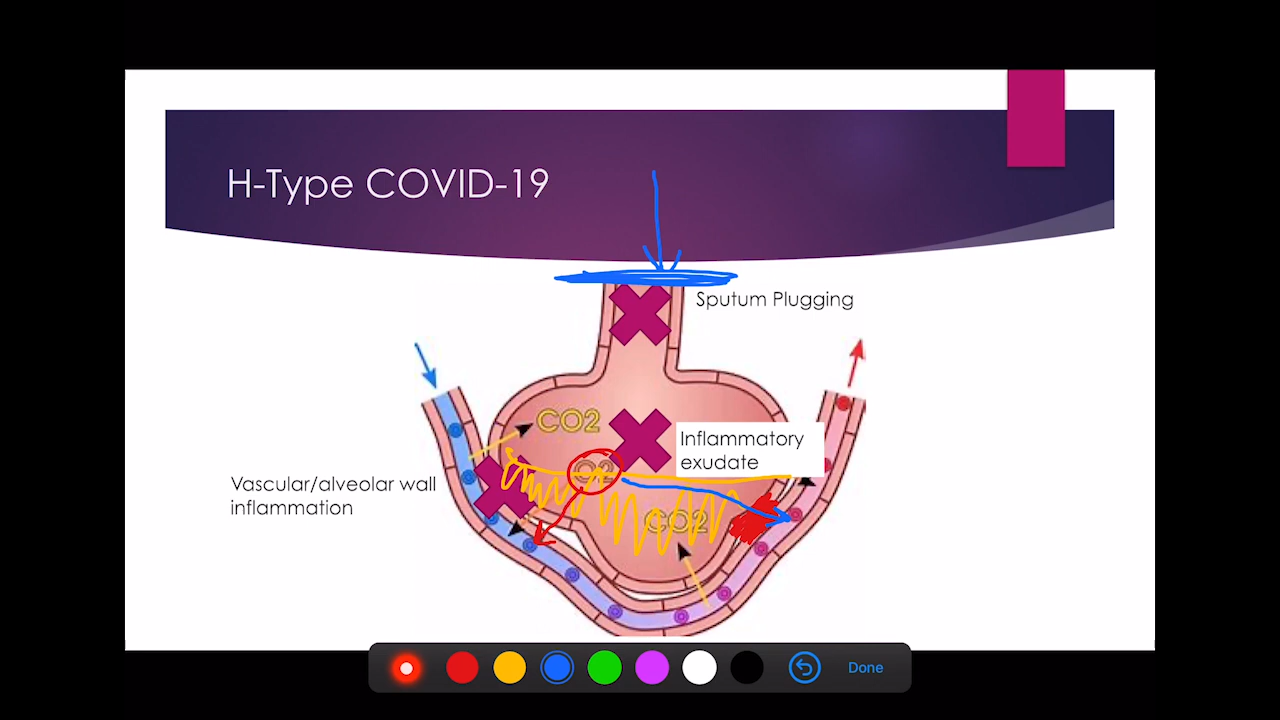 H-Type COVID-19
Sputum Plugging
CO2
Inflammatory
exudate
O2
Vascular/alveolar wall
inflammation
CO2
Done